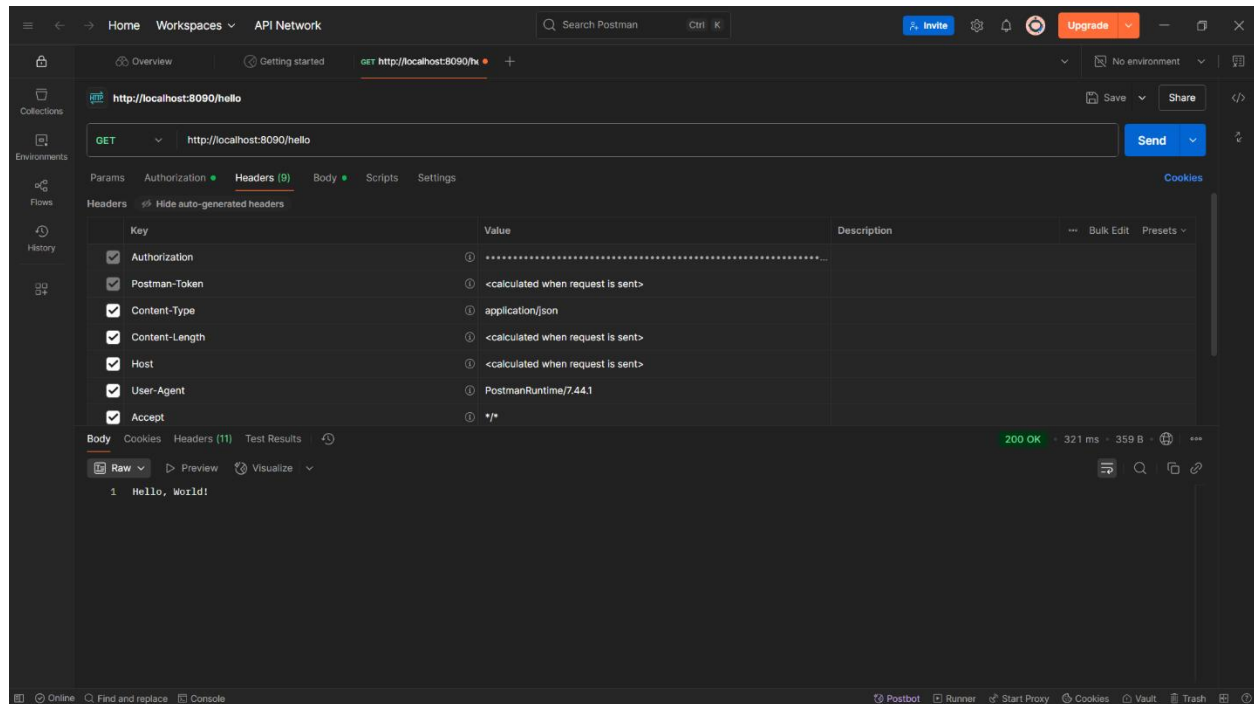 Home Workspaces API Network Search Postman Ctrl K Invite Upgrade
Overview Getting started GET http://localhost:8090/he No environment
Collections
http://localhost:8090/hello Save Share
Environments
GET http://localhost:8090/hello Send
Flows
Params Authorization Headers (9) Body Scripts Settings Cookies
History
Headers Hide auto-generated headers
Key Value Description Bulk Edit Presets
Authorization ************************************************************...
Postman-Token <calculated when request is sent>
Content-Type application/json
Content-Length <calculated when request is sent>
Host <calculated when request is sent>
User-Agent PostmanRuntime/7.44.1
Accept */*
Body Cookies Headers (11) Test Results 200 OK 321 ms 359 B
Raw Preview Visualize
1 Hello, World!
Online Find and replace Console Postbot Runner Start Proxy Cookies Vault Trash